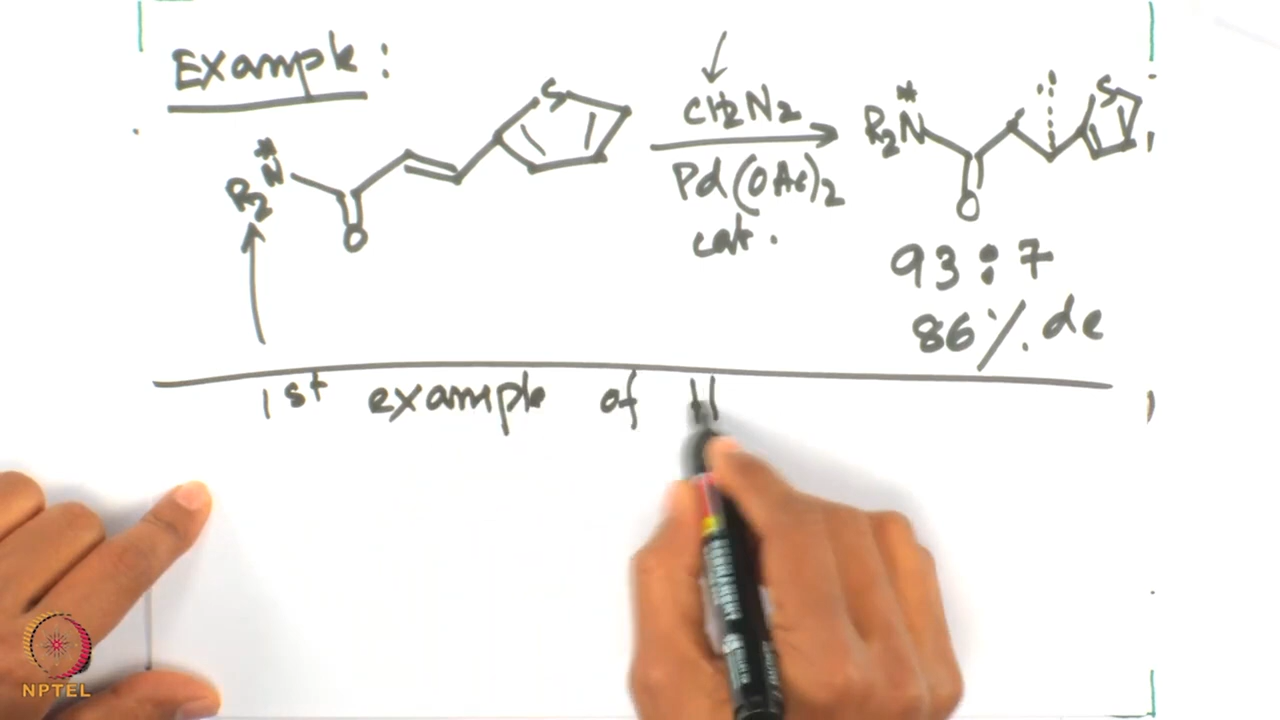 Example:
R2N* O S
CH2N2
Pd(OAc)2
cat.
R2N* O S
93:7
86% de
1st example of H
NPTEL